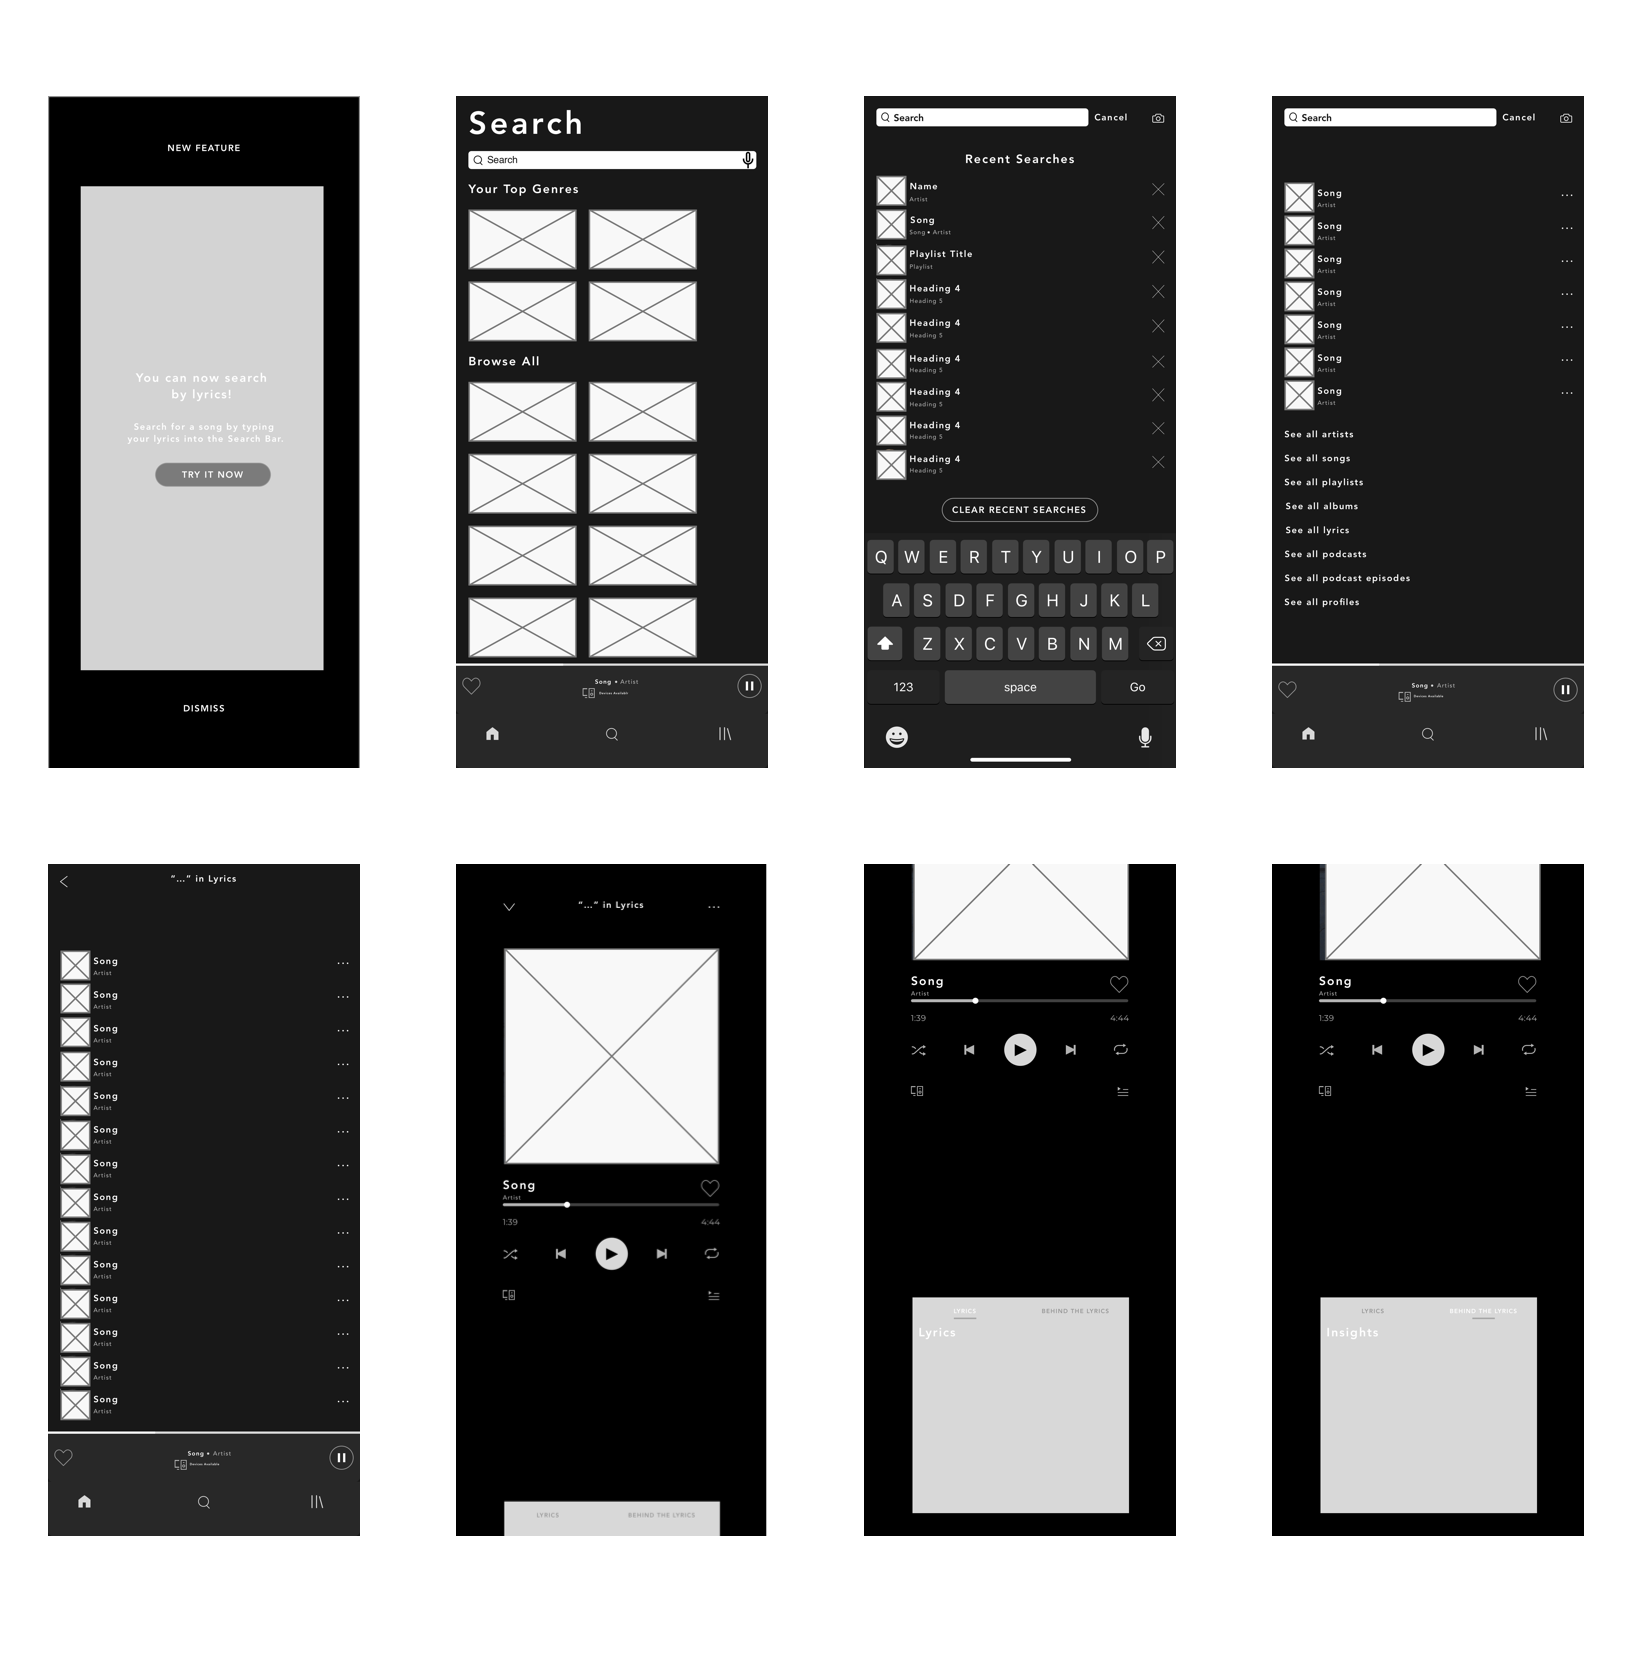 NEW FEATURE
You can now search
by lyrics!
Search for a song by typing
your lyrics into the Search Bar.
TRY IT NOW
DISMISS
Search
Search
Your Top Genres
Browse All
Song • Artist
Devices Available
Search
Cancel
Recent Searches
Name
Artist
Song
Song • Artist
Playlist Title
Playlist
Heading 4
Heading 5
Heading 4
Heading 5
Heading 4
Heading 5
Heading 4
Heading 5
Heading 4
Heading 5
Heading 4
Heading 5
CLEAR RECENT SEARCHES
Q W E R T Y U I O P
A S D F G H J K L
Z X C V B N M
123 space Go
Search
Cancel
Song
Artist
Song
Artist
Song
Artist
Song
Artist
Song
Artist
Song
Artist
Song
Artist
See all artists
See all songs
See all playlists
See all albums
See all lyrics
See all podcasts
See all podcast episodes
See all profiles
Song • Artist
Devices Available
“...” in Lyrics
Song
Artist
Song
Artist
Song
Artist
Song
Artist
Song
Artist
Song
Artist
Song
Artist
Song
Artist
Song
Artist
Song
Artist
Song
Artist
Song
Artist
Song
Artist
Song
Artist
Song • Artist
Devices Available
“...” in Lyrics
Song
Artist
1:39 4:44
LYRICS BEHIND THE LYRICS
Song
Artist
1:39 4:44
LYRICS BEHIND THE LYRICS
Lyrics
Song
Artist
1:39 4:44
LYRICS BEHIND THE LYRICS
Insights